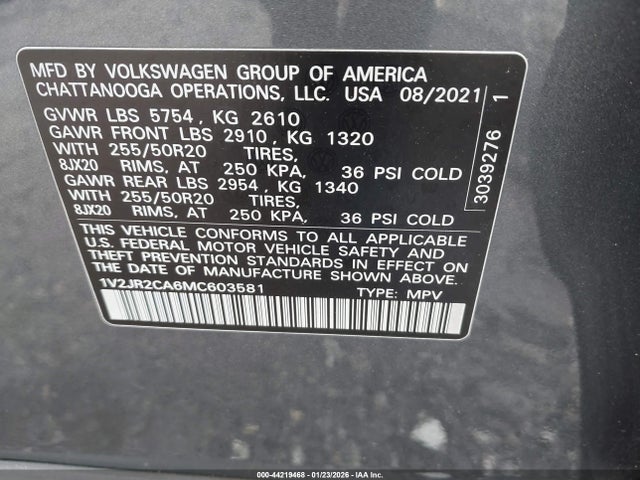 MFD BY VOLKSWAGEN GROUP OF AMERICA
CHATTANOOGA OPERATIONS, LLC. USA 08/2021
GVWR LBS 5754 , KG 2610
GAWR FRONT LBS 2910 , KG 1320
WITH 255/50R20 TIRES,
8JX20 RIMS, AT 250 KPA, 36 PSI COLD
GAWR REAR LBS 2954 , KG 1340
WITH 255/50R20 TIRES,
8JX20 RIMS, AT 250 KPA, 36 PSI COLD
THIS VEHICLE CONFORMS TO ALL APPLICABLE
U.S. FEDERAL MOTOR VEHICLE SAFETY AND
THEFT PREVENTION STANDARDS IN EFFECT ON
THE DATE OF MANUFACTURE SHOWN ABOVE.
1V2JR2CA6MC603581 TYPE: MPV
3039276 1
000-44219468 - 01/23/2026 - IAA Inc.